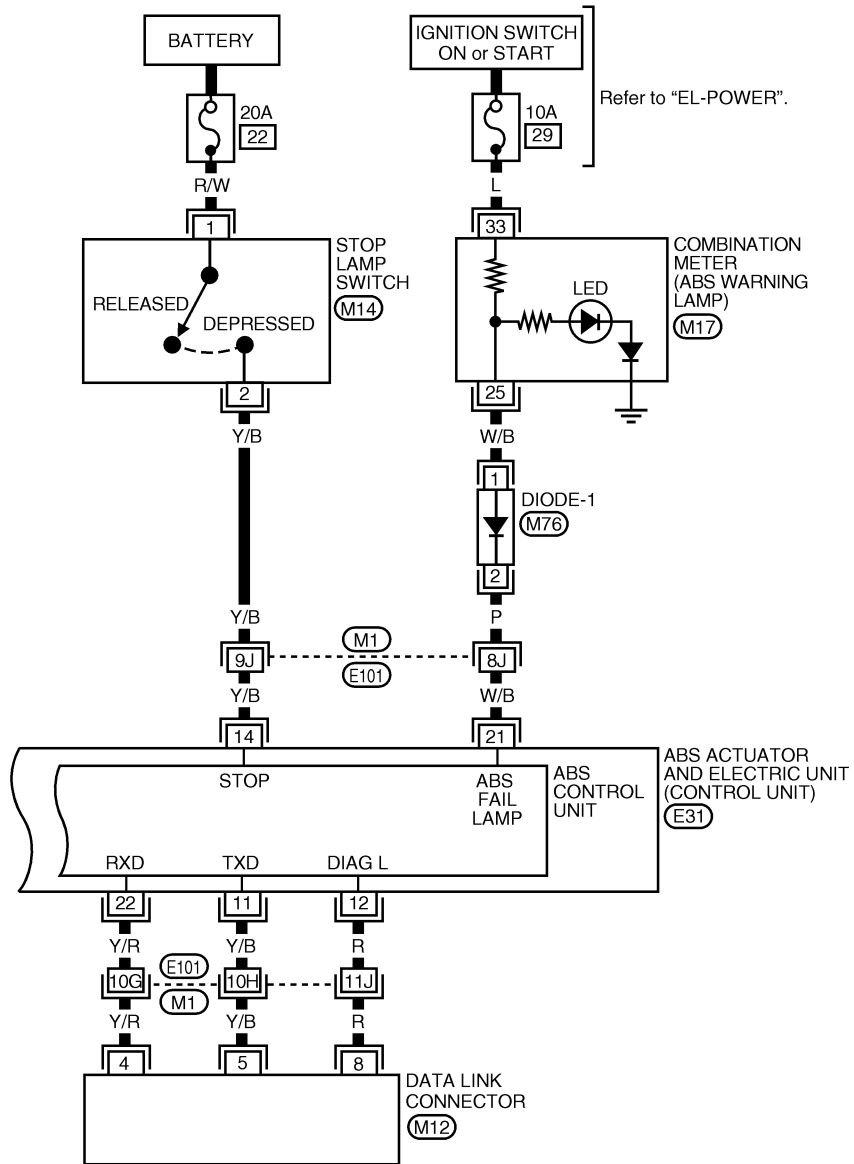 BATTERY
IGNITION SWITCH
ON or START
Refer to “EL-POWER”.
20A
22
10A
29
R/W
L
1
33
STOP
LAMP
SWITCH
M14
RELEASED
DEPRESSED
COMBINATION
METER
(ABS WARNING
LAMP)
M17
LED
2
25
Y/B
W/B
1
DIODE-1
M76
2
Y/B
P
M1
9J
8J
E101
Y/B
W/B
14
21
STOP
ABS
FAIL
LAMP
ABS
CONTROL
UNIT
ABS ACTUATOR
AND ELECTRIC UNIT
(CONTROL UNIT)
E31
RXD
TXD
DIAG L
22
11
12
Y/R
Y/B
R
E101
10G
10H
11J
M1
Y/R
Y/B
R
4
5
8
DATA LINK
CONNECTOR
M12